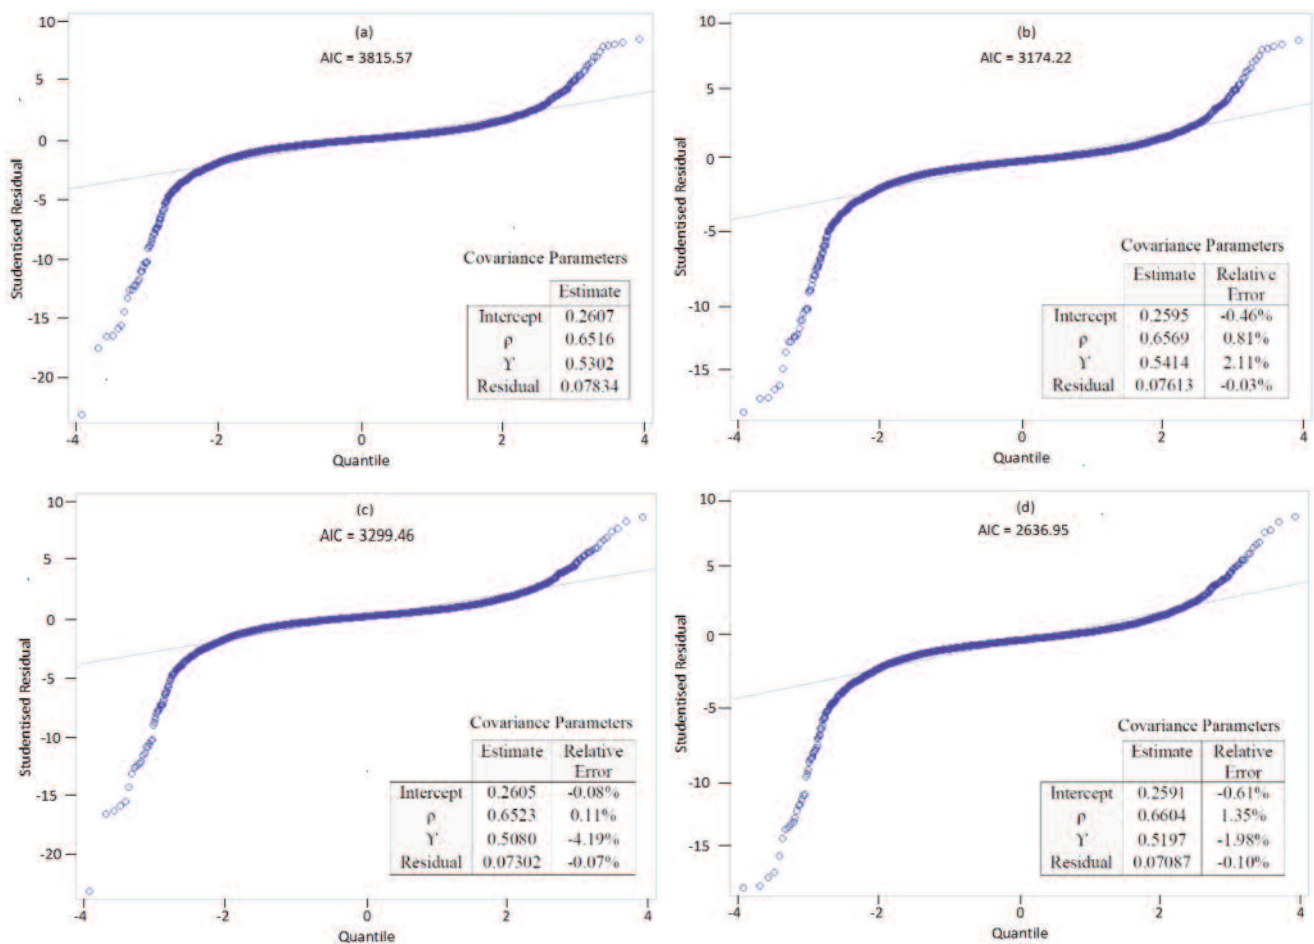 (a)
AIC = 3815.57
10
5
0
-5
-10
-15
-20
Studentised Residual
Covariance Parameters
Estimate
Intercept 0.2607
ρ 0.6516
ϒ 0.5302
Residual 0.07834
-4 -2 0 2 4
Quantile
(b)
AIC = 3174.22
10
5
0
-5
-10
-15
Studentised Residual
Covariance Parameters
Estimate Relative
Error
Intercept 0.2595 -0.46%
ρ 0.6569 0.81%
ϒ 0.5414 2.11%
Residual 0.07613 -0.03%
-4 -2 0 2 4
Quantile
(c)
AIC = 3299.46
10
5
0
-5
-10
-15
-20
Studentised Residual
Covariance Parameters
Estimate Relative
Error
Intercept 0.2605 -0.08%
ρ 0.6523 0.11%
ϒ 0.5080 -4.19%
Residual 0.07302 -0.07%
-4 -2 0 2 4
Quantile
(d)
AIC = 2636.95
10
5
0
-5
-10
-15
Studentised Residual
Covariance Parameters
Estimate Relative
Error
Intercept 0.2591 -0.61%
ρ 0.6604 1.35%
ϒ 0.5197 -1.98%
Residual 0.07087 -0.10%
-4 -2 0 2 4
Quantile